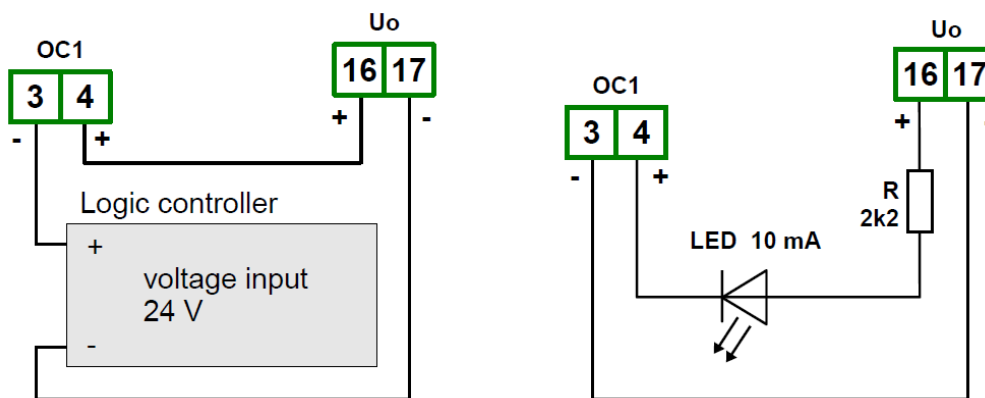 OC1
3 4
- +
Uo
16 17
+ -
Logic controller
+
voltage input
24 V
-
OC1
3 4
- +
Uo
16 17
+ -
R
2k2
LED 10 mA